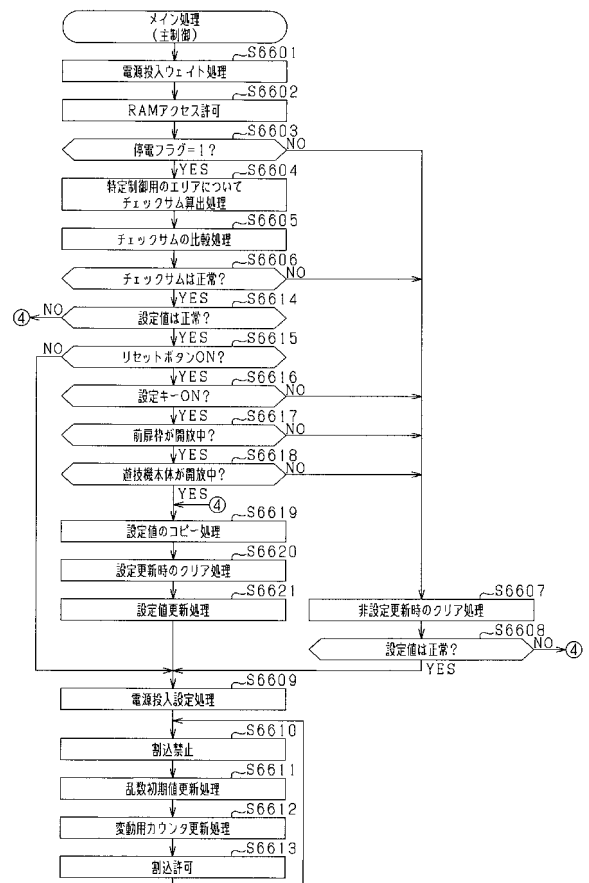 メイン処理
(主制御)
S6601
電源投入ウェイト処理
S6602
RAMアクセス許可
S6603
停電フラグ=1?
NO
YES
S6604
特定制御用のエリアについて
チェックサム算出処理
S6605
チェックサムの比較処理
S6606
チェックサムは正常?
NO
YES
S6614
④
NO
設定値は正常?
YES
S6615
NO
リセットボタンON?
YES
S6616
設定キーON?
NO
YES
S6617
前扉枠が開放中?
NO
YES
S6618
遊技機本体が開放中?
NO
YES
④
S6619
設定値のコピー処理
S6620
設定更新時のクリア処理
S6621
設定値更新処理
S6607
非設定更新時のクリア処理
S6608
設定値は正常?
NO
④
YES
S6609
電源投入設定処理
S6610
割込禁止
S6611
乱数初期値更新処理
S6612
変動用カウンタ更新処理
S6613
割込許可